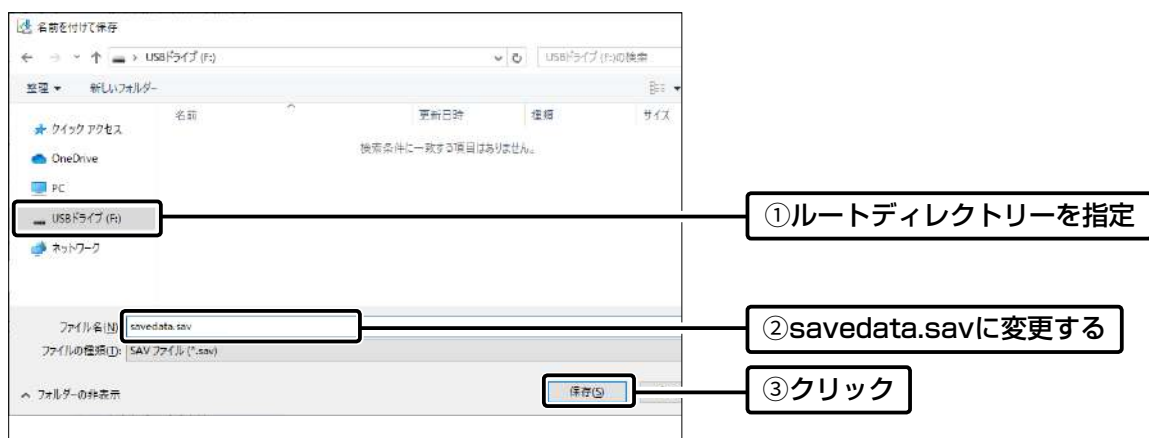 名前を付けて保存
USBドライブ (F:)
USBドライブ (F:)の検索
整理 新しいフォルダー
名前 更新日時 種類 サイズ
検索条件に一致する項目はありません。
クイック アクセス
OneDrive
PC
USBドライブ (F:)
ネットワーク
①ルートディレクトリーを指定
ファイル名(N): savedata.sav
②savedata.savに変更する
ファイルの種類(T): SAV ファイル (*.sav)
フォルダーの非表示
保存(S)
③クリック